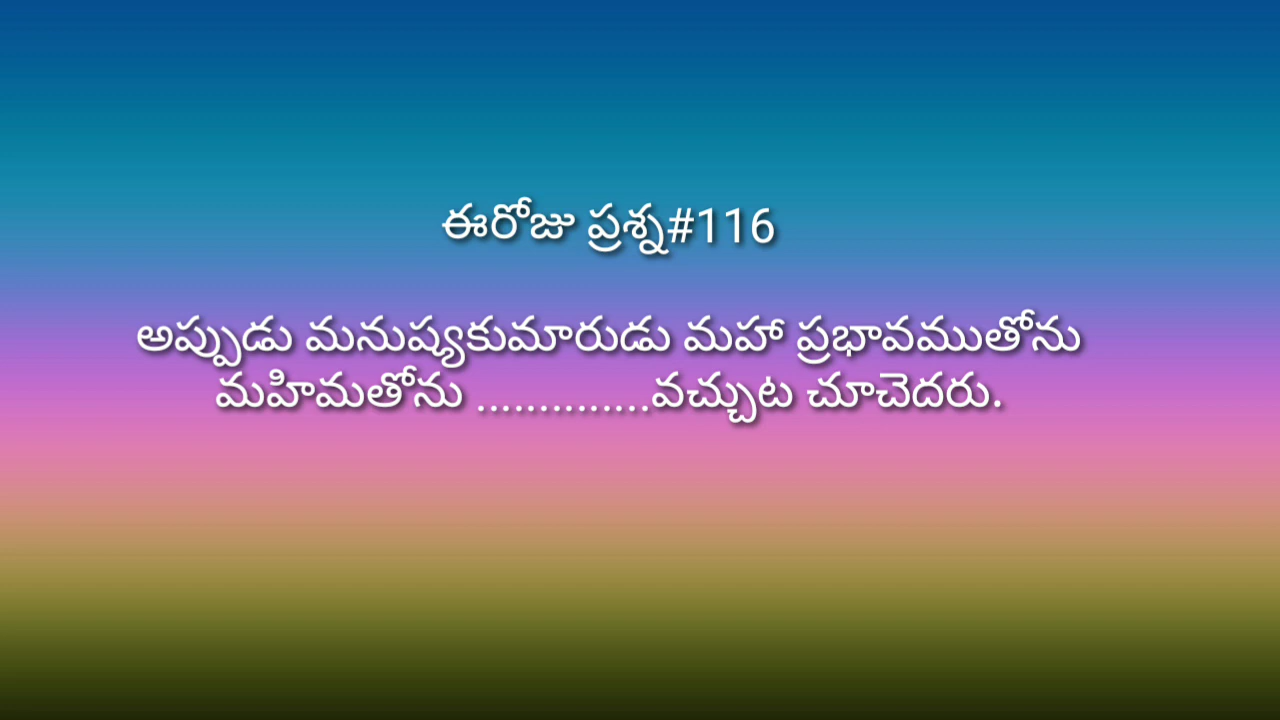 ఈరోజు ప్రశ్న#116
అప్పుడు మనుష్యకుమారుడు మహా ప్రభావముతోను
మహిమతోను ..............వచ్చుట చూచెదరు.